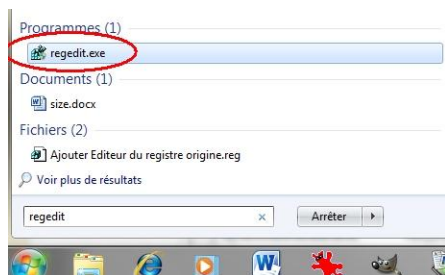 Programmes (1)
regedit.exe
Documents (1)
size.docx
Fichiers (2)
Ajouter Editeur du registre origine.reg
Voir plus de résultats
regedit
Arrêter